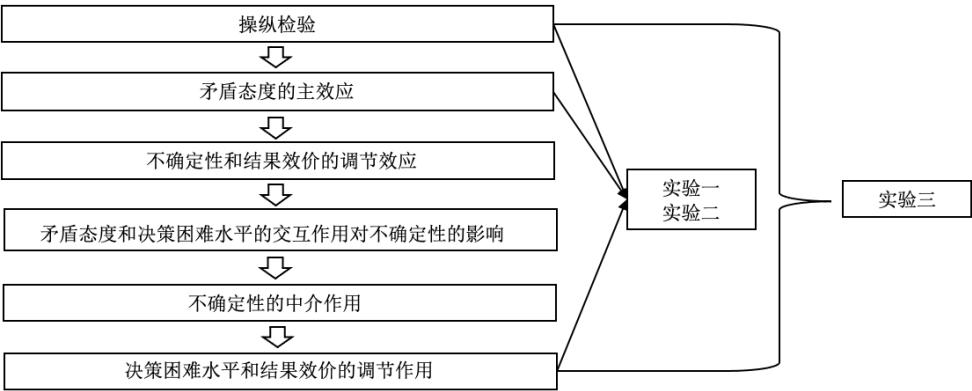 操纵检验
矛盾态度的主效应
不确定性和结果效价的调节效应
矛盾态度和决策困难水平的交互作用对不确定性的影响
不确定性的中介作用
决策困难水平和结果效价的调节作用
实验一
实验二
实验三